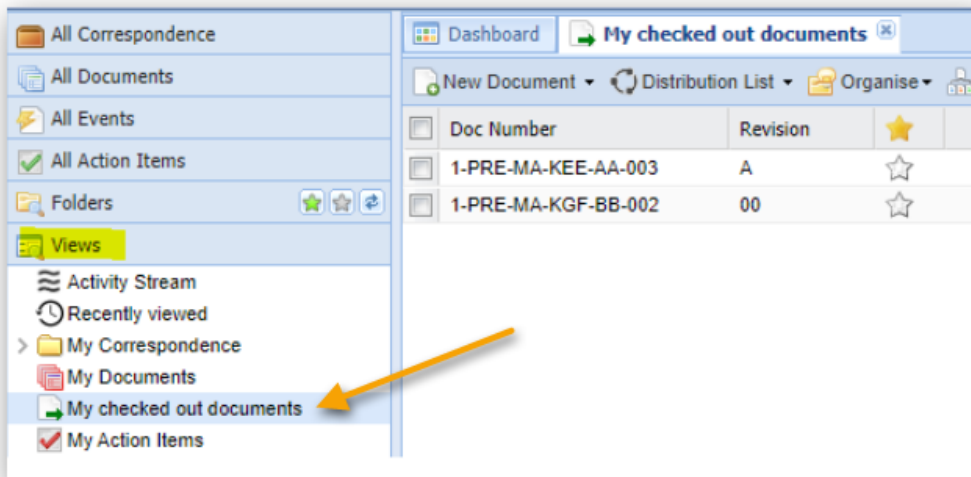 All Correspondence
All Documents
All Events
All Action Items
Folders
Views
Activity Stream
Recently viewed
My Correspondence
My Documents
My checked out documents
My Action Items
Dashboard My checked out documents
New Document Distribution List Organise
Doc Number Revision
1-PRE-MA-KEE-AA-003 A
1-PRE-MA-KGF-BB-002 00